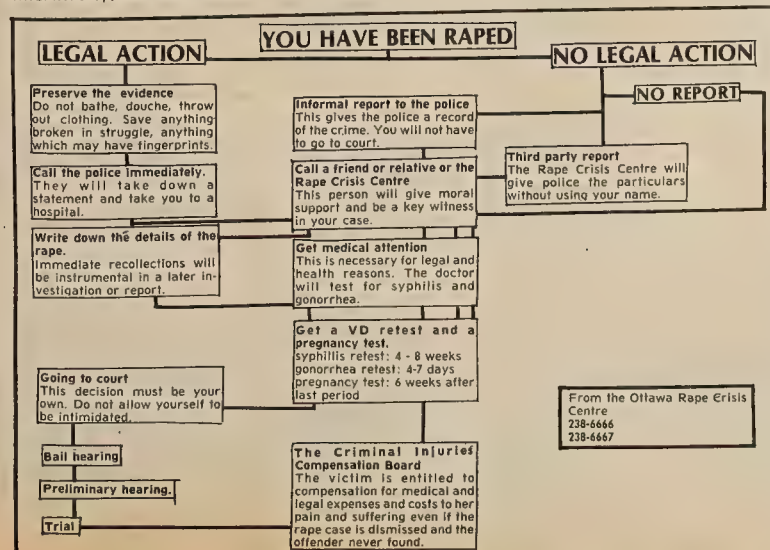 YOU HAVE BEEN RAPED
LEGAL ACTION
NO LEGAL ACTION
Preserve the evidence
Do not bathe, douche, throw
out clothing. Save anything
broken in struggle, anything
which may have fingerprints.
Call the police immediately.
They will take down a
statement and take you to a
hospital.
Write down the details of the
rape.
Immediate recollections will
be instrumental in a later in-
vestigation or report.
Going to court
This decision must be your
own. Do not allow yourself to
be intimidated.
Bail hearing
Preliminary hearing.
Trial
Informal report to the police
This gives the police a record
of the crime. You will not have
to go to court.
Call a friend or relative or the
Rape Crisis Centre
This person will give moral
support and be a key witness
in your case.
Get medical attention
This is necessary for legal and
health reasons. The doctor
will test for syphilis and
gonorrhea.
Get a VD retest and a
pregnancy test.
syphillis retest: 4 - 8 weeks
gonorrhea retest: 4-7 days
pregnancy test: 6 weeks after
last period
The Criminal Injuries
Compensation Board
The victim is entitled to
compensation for medical and
legal expenses and costs to her
pain and suffering even if the
rape case is dismissed and the
offender never found.
NO REPORT
Third party report
The Rape Crisis Centre will
give police the particulars
without using your name.
From the Ottawa Rape Crisis
Centre
238-6666
238-6667